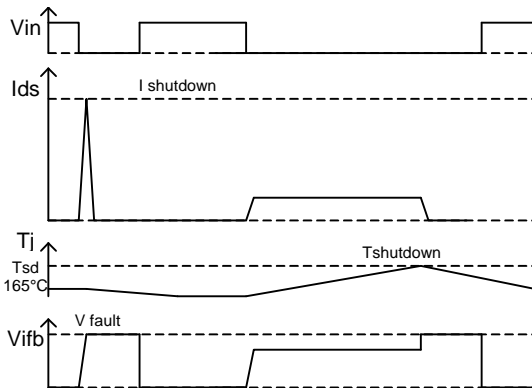 Vin
Ids
I shutdown
Tj
Tsd
165°C
Tshutdown
Vifb
V fault